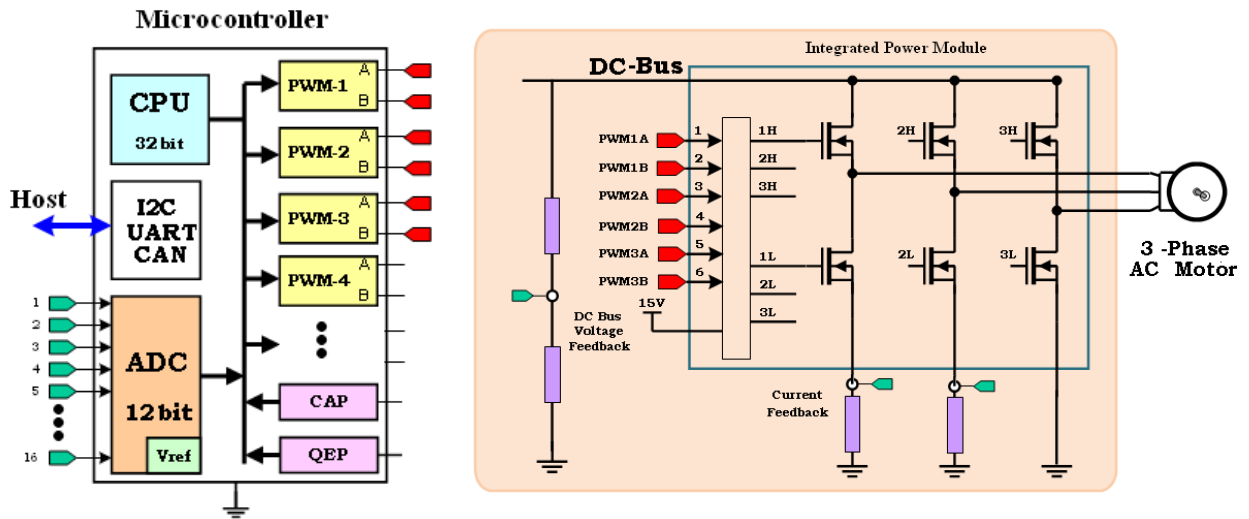 Microcontroller
CPU
32 bit
PWM-1
A
B
PWM-2
A
B
PWM-3
A
B
PWM-4
A
B
Host
I2C
UART
CAN
1
2
3
4
5
16
ADC
12 bit
Vref
CAP
QEP
Integrated Power Module
DC-Bus
PWM1A
PWM1B
PWM2A
PWM2B
PWM3A
PWM3B
1
2
3
4
5
6
15V
1H
2H
3H
1L
2L
3L
2H
3H
2L
3L
DC Bus
Voltage
Feedback
Current
Feedback
3 -Phase
AC Motor